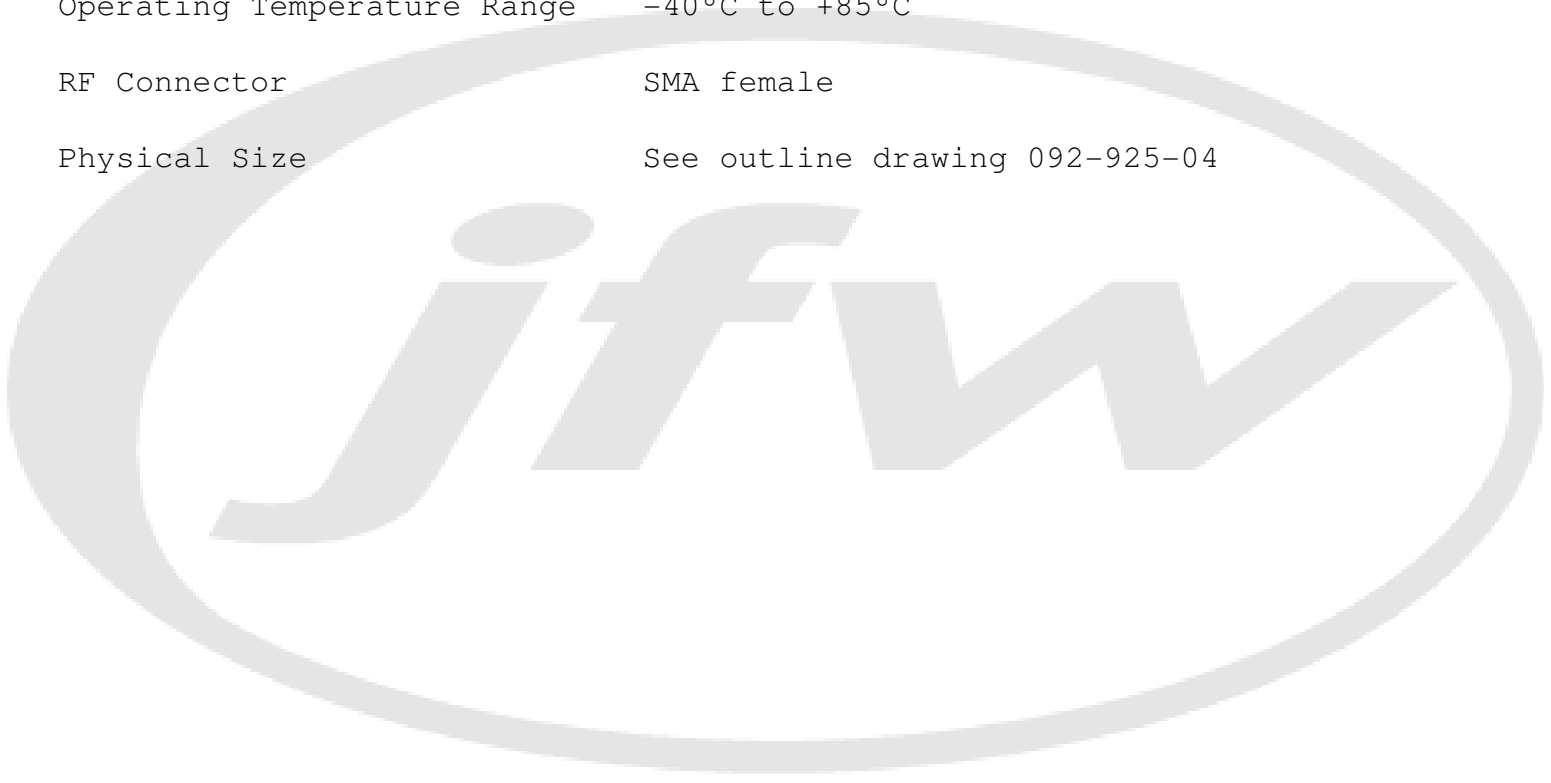 Operating Temperature Range -40°C to +85°C
RF Connector SMA female
Physical Size See outline drawing 092-925-04
jfw